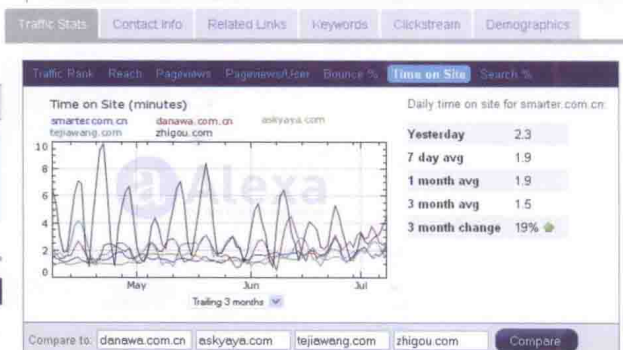 Traffic Stats Contact Info Related Links Keywords Clickstream Demographics
Traffic Rank Reach Pageviews Pageviews/User Bounce % Time on Site Search %
Time on Site (minutes)
smarter.com.cn danawa.com.cn askyaya.com
tejiawang.com zhigou.com
10
8
6
4
2
0
Alexa
May Jun Jul
Trailing 3 months
Daily time on site for smarter.com.cn:
Yesterday 2.3
7 day avg 1.9
1 month avg 1.9
3 month avg 1.5
3 month change 19%
Compare to: danawa.com.cn askyaya.com tejiawang.com zhigou.com Compare